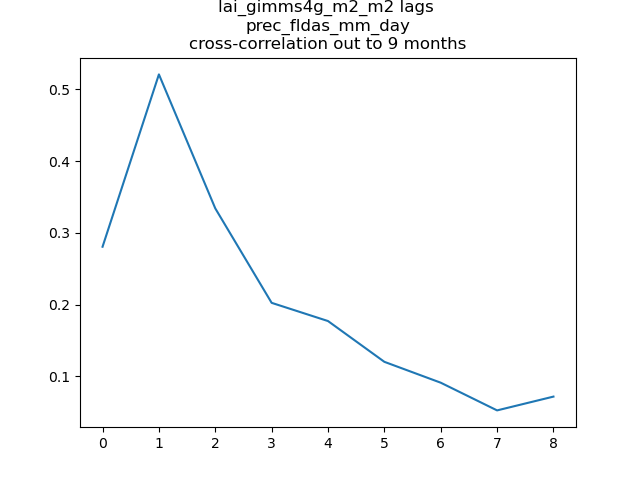 lai_gimms4g_m2_m2 lags
prec_fldas_mm_day
cross-correlation out to 9 months
0.5
0.4
0.3
0.2
0.1
0 1 2 3 4 5 6 7 8